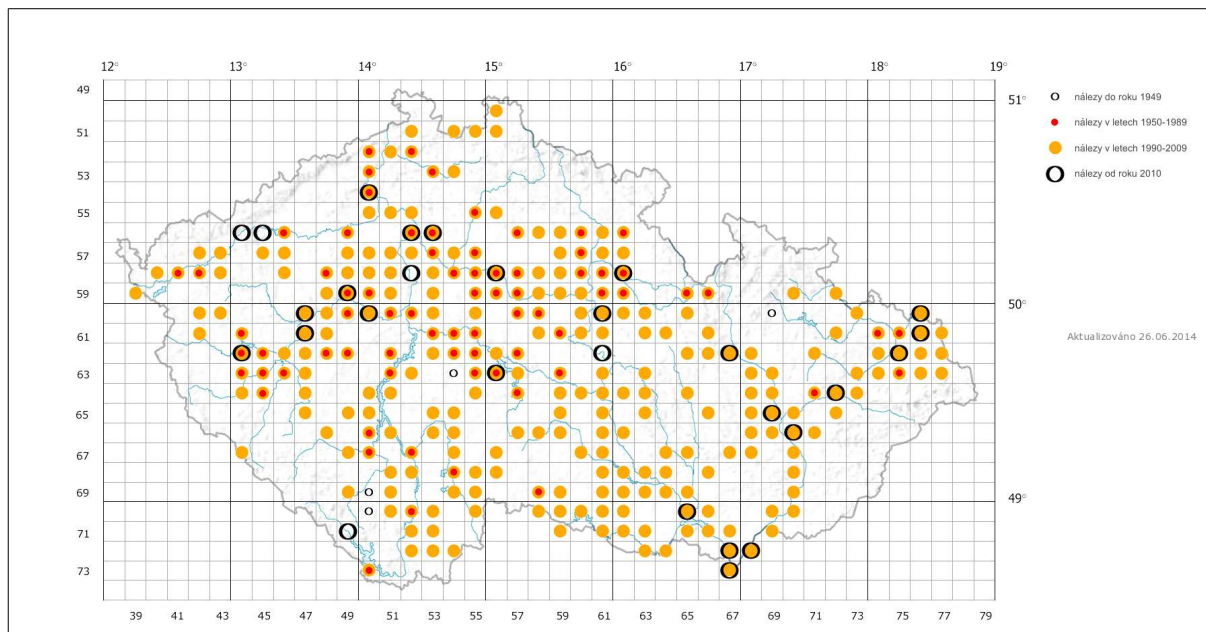 12° 13° 14° 15° 16° 17° 18° 19°
49
51° nálezy do roku 1949
51 nálezy v letech 1950-1989
nálezy v letech 1990-2009
53 nálezy od roku 2010
55
57
59
50°
61 Aktualizováno 26.06.2014
63
65
67
69
49°
71
73
39 41 43 45 47 49 51 53 55 57 59 61 63 65 67 69 71 73 75 77 79